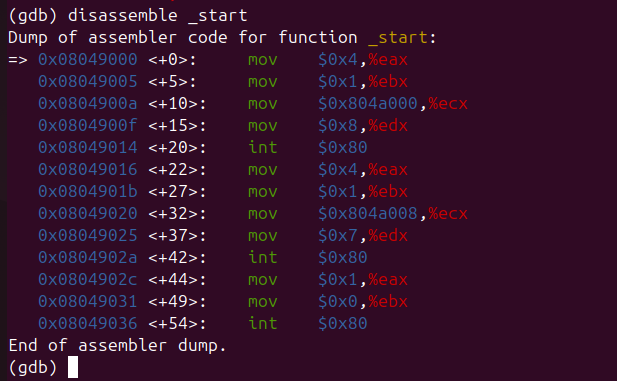 (gdb) disassemble _start
Dump of assembler code for function _start:
=> 0x08049000 <+0>:     mov    $0x4,%eax
   0x08049005 <+5>:     mov    $0x1,%ebx
   0x0804900a <+10>:    mov    $0x804a000,%ecx
   0x0804900f <+15>:    mov    $0x8,%edx
   0x08049014 <+20>:    int    $0x80
   0x08049016 <+22>:    mov    $0x4,%eax
   0x0804901b <+27>:    mov    $0x1,%ebx
   0x08049020 <+32>:    mov    $0x804a008,%ecx
   0x08049025 <+37>:    mov    $0x7,%edx
   0x0804902a <+42>:    int    $0x80
   0x0804902c <+44>:    mov    $0x1,%eax
   0x08049031 <+49>:    mov    $0x0,%ebx
   0x08049036 <+54>:    int    $0x80
End of assembler dump.
(gdb)